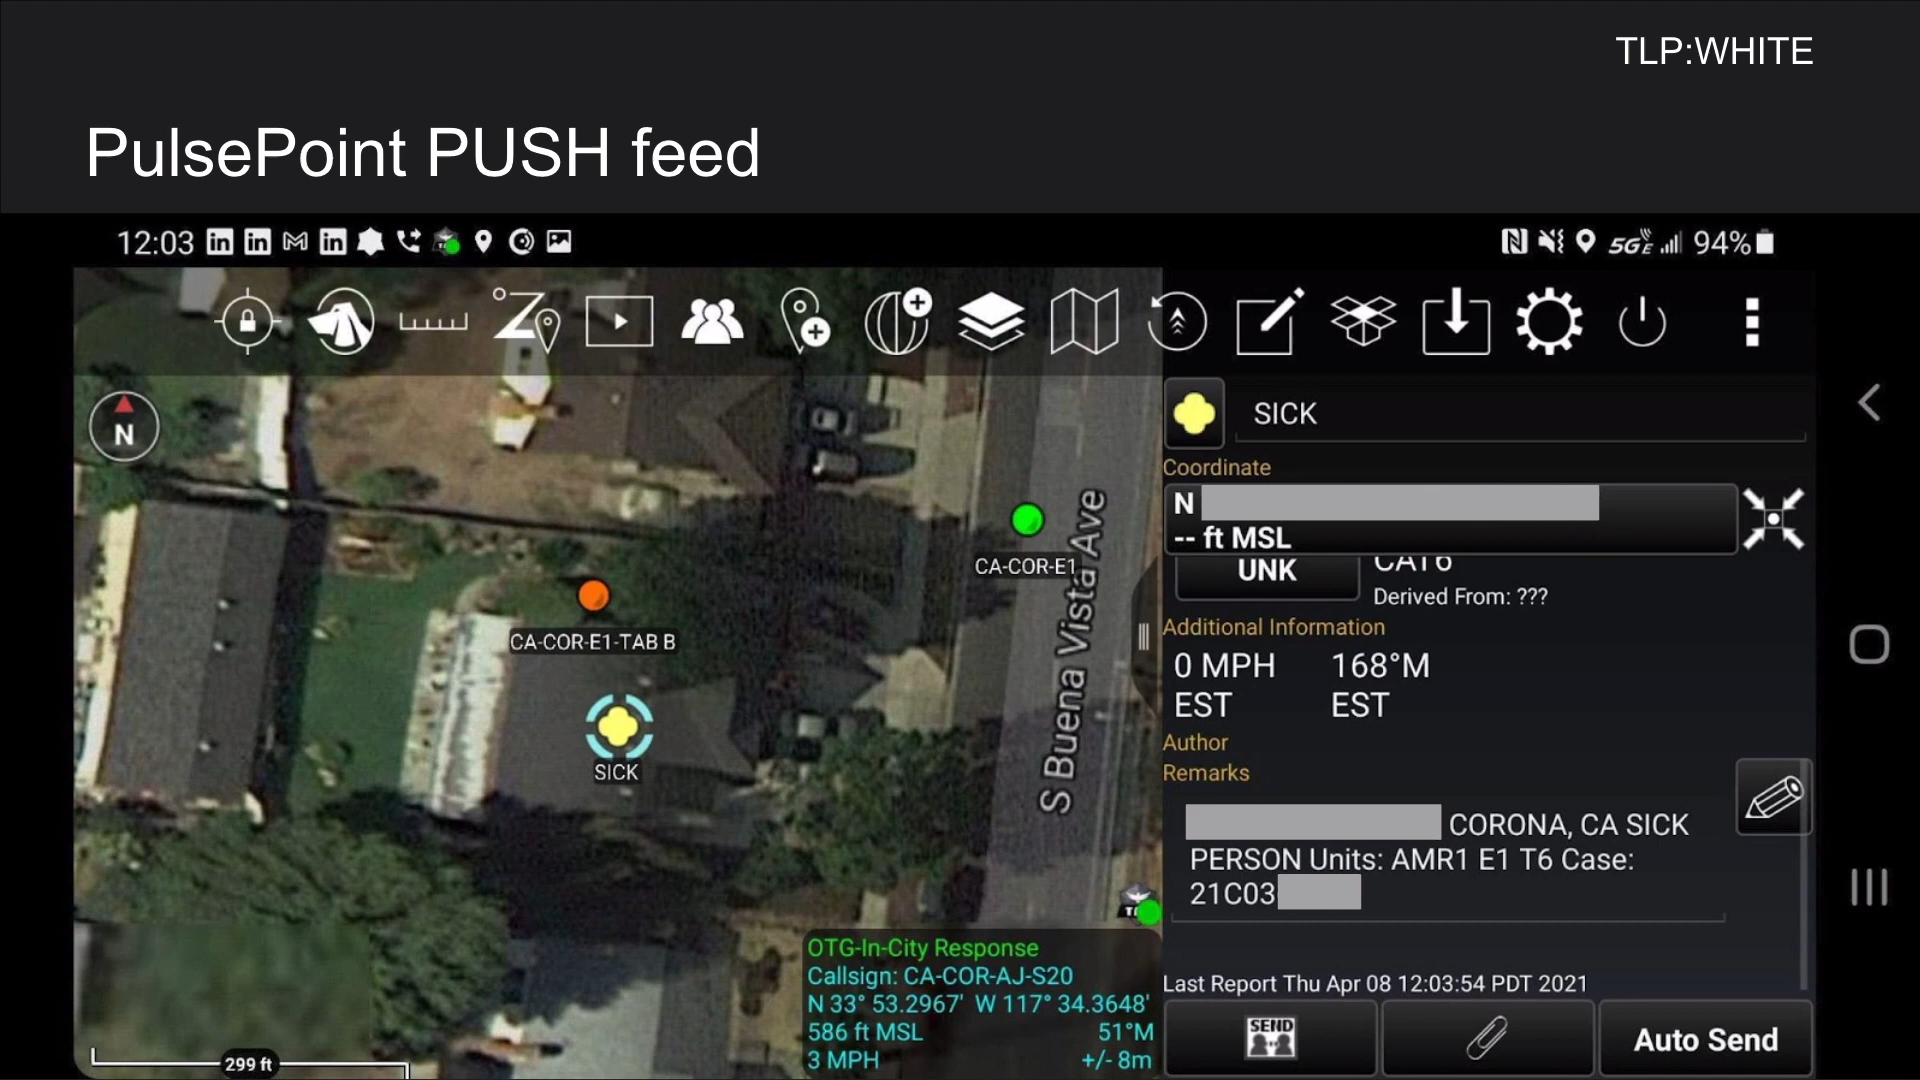 TLP:WHITE
PulsePoint PUSH feed
12:03
5GE 94%
N
SICK
Coordinate
N
-- ft MSL
UNK
CAT6
Derived From: ???
Additional Information
0 MPH 168°M
EST EST
Author
Remarks
CORONA, CA SICK
PERSON Units: AMR1 E1 T6 Case:
21C03
Last Report Thu Apr 08 12:03:54 PDT 2021
SEND
Auto Send
CA-COR-E1
CA-COR-E1-TAB B
SICK
S Buena Vista Ave
OTG-In-City Response
Callsign: CA-COR-AJ-S20
N 33° 53.2967' W 117° 34.3648'
586 ft MSL 51°M
3 MPH +/- 8m
299 ft